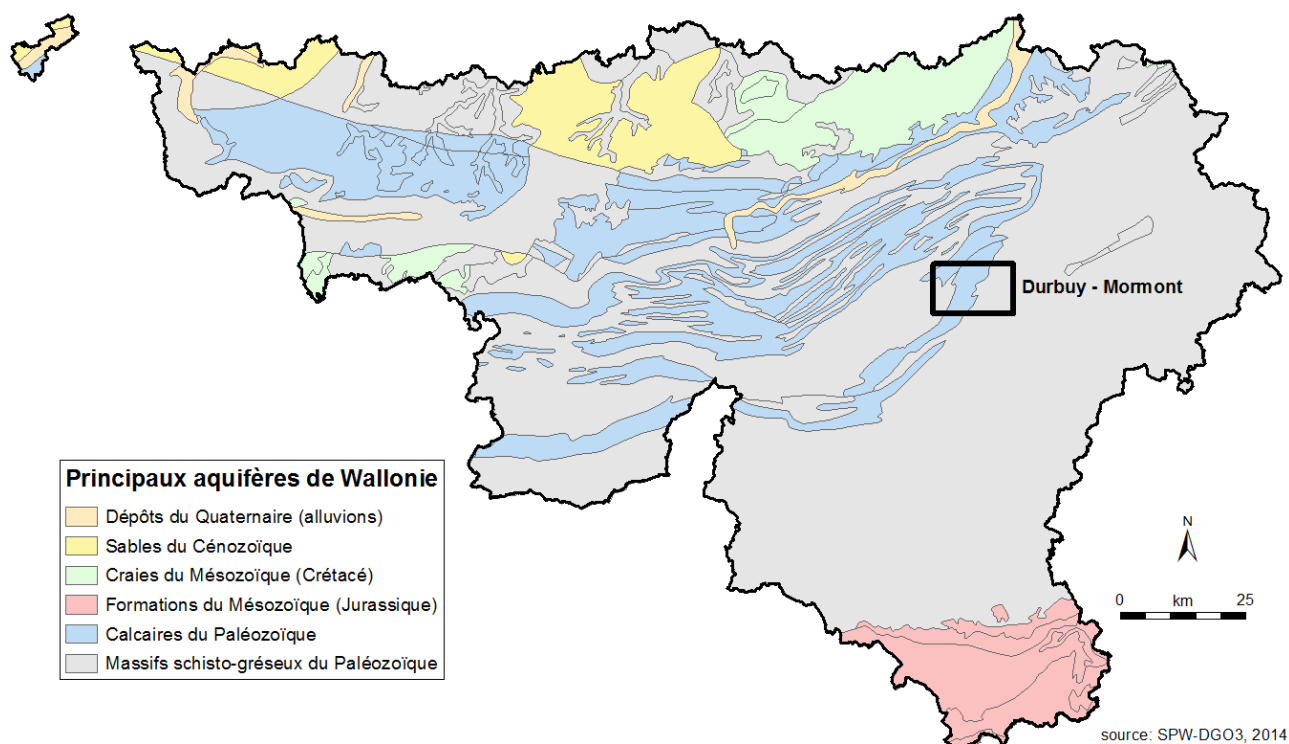 Durbuy - Mormont
Principaux aquifères de Wallonie
Dépôts du Quaternaire (alluvions)
Sables du Cénozoïque
Craies du Mésozoïque (Crétacé)
Formations du Mésozoïque (Jurassique)
Calcaires du Paléozoïque
Massifs schisto-gréseux du Paléozoïque
N
0 km 25
source: SPW-DGO3, 2014